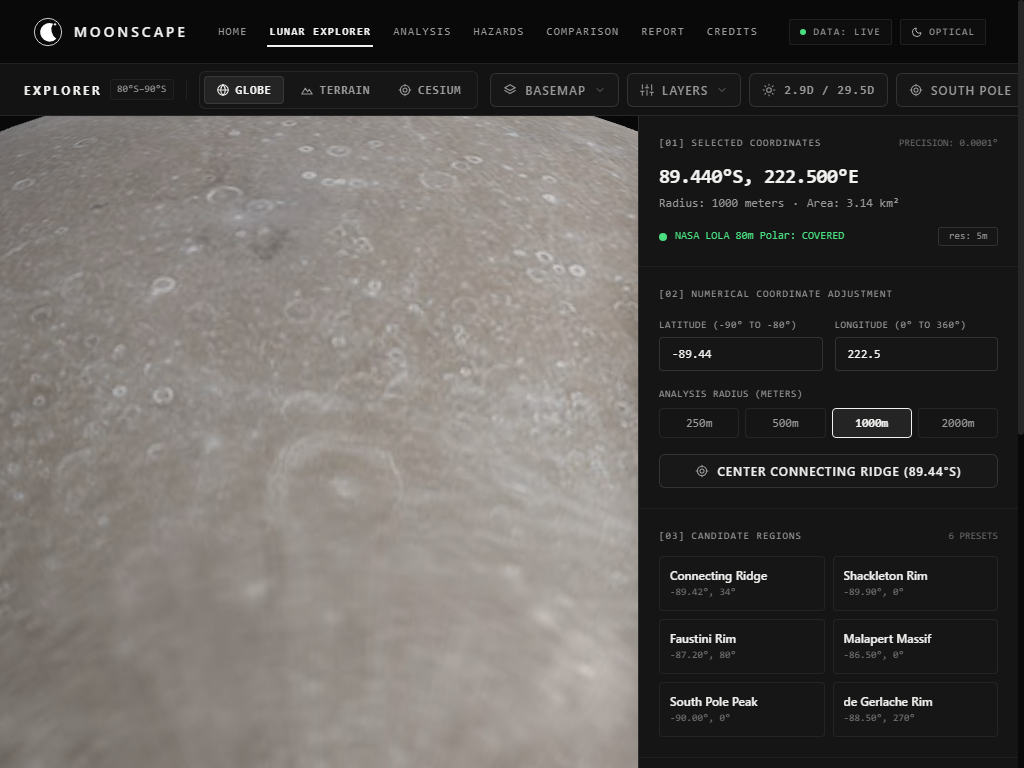 MOONSCAPE
HOME LUNAR EXPLORER ANALYSIS HAZARDS COMPARISON REPORT CREDITS
DATA: LIVE
OPTICAL
EXPLORER 80°S–90°S
GLOBE TERRAIN CESIUM
BASEMAP LAYERS 2.9D / 29.5D SOUTH POLE
[01] SELECTED COORDINATES PRECISION: 0.0001°
89.440°S, 222.500°E
Radius: 1000 meters · Area: 3.14 km²
NASA LOLA 80m Polar: COVERED res: 5m
[02] NUMERICAL COORDINATE ADJUSTMENT
LATITUDE (-90° TO -80°) LONGITUDE (0° TO 360°)
-89.44 222.5
ANALYSIS RADIUS (METERS)
250m 500m 1000m 2000m
CENTER CONNECTING RIDGE (89.44°S)
[03] CANDIDATE REGIONS 6 PRESETS
Connecting Ridge
-89.42°, 34°
Shackleton Rim
-89.90°, 0°
Faustini Rim
-87.20°, 80°
Malapert Massif
-86.50°, 0°
South Pole Peak
-90.00°, 0°
de Gerlache Rim
-88.50°, 270°